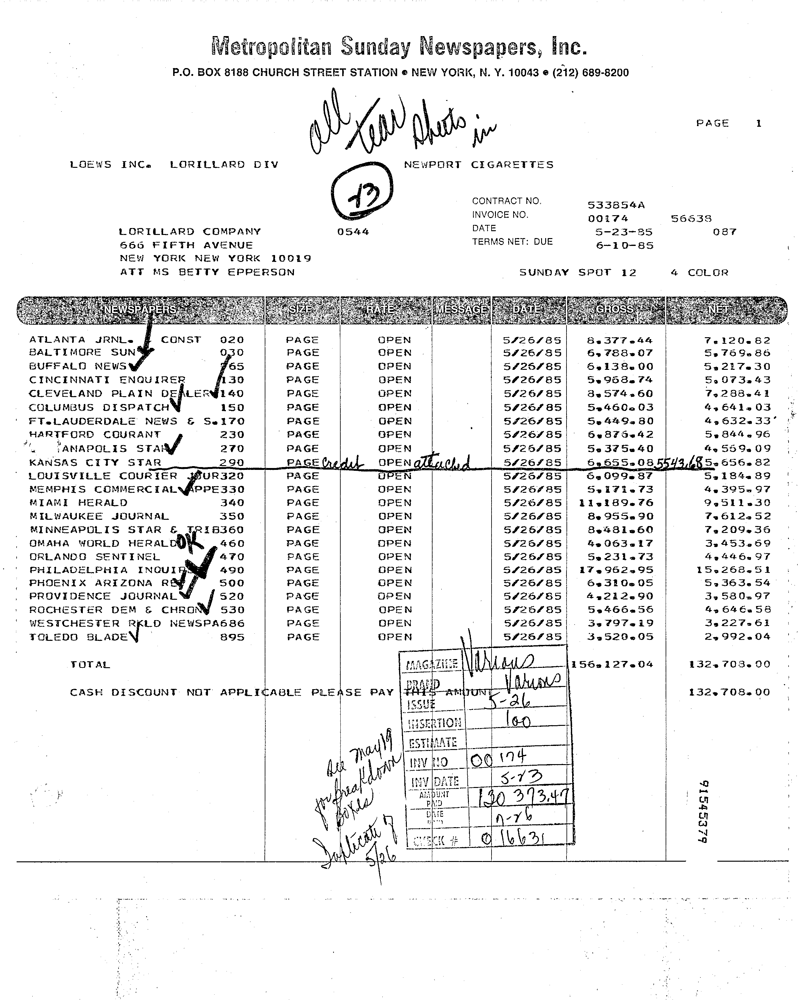 Metropolitan Sunday Newspapers, Inc.
P.O. BOX 8188 CHURCH STREET STATION • NEW YORK, N. Y. 10043 • (212) 689-8200
all tear sheets in
PAGE 1
LOEWS INC. LORILLARD DIV NEWPORT CIGARETTES
CONTRACT NO. 533854A
INVOICE NO. 00174 56638
DATE 5-23-85 087
TERMS NET: DUE 6-10-85
LORILLARD COMPANY 0544
666 FIFTH AVENUE
NEW YORK NEW YORK 10019
ATT MS BETTY EPPERSON
SUNDAY SPOT 12 4 COLOR
NEWSPAPERS SIZE RATE MESSAGE DATE GROSS NET
ATLANTA JRNL. CONST 020 PAGE OPEN 5/26/85 8,377.44 7,120.82
BALTIMORE SUN 030 PAGE OPEN 5/26/85 6,788.07 5,769.86
BUFFALO NEWS 065 PAGE OPEN 5/26/85 6,138.00 5,217.30
CINCINNATI ENQUIRER 130 PAGE OPEN 5/26/85 5,968.74 5,073.43
CLEVELAND PLAIN DEALER 140 PAGE OPEN 5/26/85 8,574.60 7,288.41
COLUMBUS DISPATCH 150 PAGE OPEN 5/26/85 5,460.03 4,641.03
FT.LAUDERDALE NEWS & S.170 PAGE OPEN 5/26/85 5,449.80 4,632.33
HARTFORD COURANT 230 PAGE OPEN 5/26/85 6,876.42 5,844.96
ANAPOLIS STAR 270 PAGE OPEN 5/26/85 5,375.40 4,569.09
KANSAS CITY STAR 290 PAGE credit OPEN attached 5/26/85 6,655.08 5543.68 5,656.82
LOUISVILLE COURIER JOUR320 PAGE OPEN 5/26/85 6,099.87 5,184.89
MEMPHIS COMMERCIAL APPE330 PAGE OPEN 5/26/85 5,171.73 4,395.97
MIAMI HERALD 340 PAGE OPEN 5/26/85 11,189.76 9,511.30
MILWAUKEE JOURNAL 350 PAGE OPEN 5/26/85 8,955.90 7,612.52
MINNEAPOLIS STAR & TRIB360 PAGE OPEN 5/26/85 8,481.60 7,209.36
OMAHA WORLD HERALD OK 460 PAGE OPEN 5/26/85 4,063.17 3,453.69
ORLANDO SENTINEL 470 PAGE OPEN 5/26/85 5,231.73 4,446.97
PHILADELPHIA INQUIRE 490 PAGE OPEN 5/26/85 17,962.95 15,268.51
PHOENIX ARIZONA RE 500 PAGE OPEN 5/26/85 6,310.05 5,363.54
PROVIDENCE JOURNAL 520 PAGE OPEN 5/26/85 4,212.90 3,580.97
ROCHESTER DEM & CHRON 530 PAGE OPEN 5/26/85 5,466.56 4,646.58
WESTCHESTER RKLD NEWSPA686 PAGE OPEN 5/26/85 3,797.19 3,227.61
TOLEDO BLADE 895 PAGE OPEN 5/26/85 3,520.05 2,992.04
TOTAL 156,127.04 132,708.00
CASH DISCOUNT NOT APPLICABLE PLEASE PAY THIS AMOUNT 132,708.00
MAGAZINE Various
BRAND Various
ISSUE 5-26
INSERTION 100
ESTIMATE
INV NO 00174
INV DATE 5-23
AMOUNT PAID 130 373.47
DATE 7-26
CHECK # 016631
See May 19
for breakdown
boxes
Duplicate of
5/26
91545379